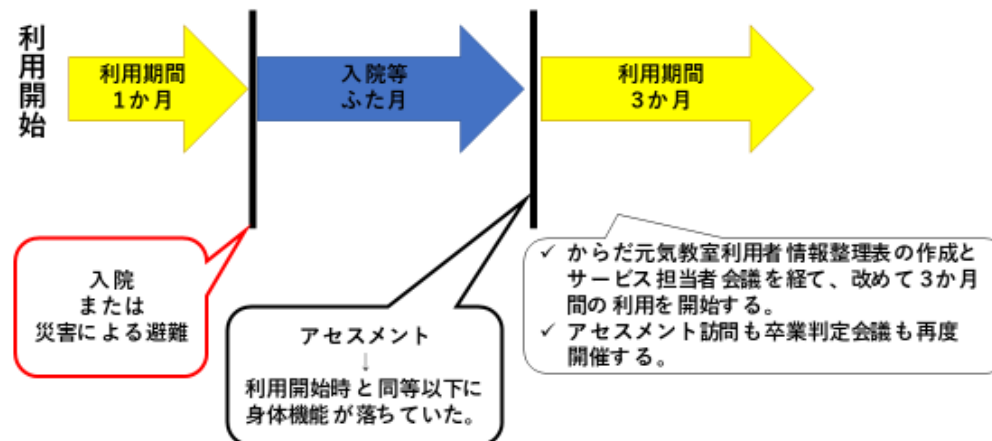 利用開始
利用期間
1か月
入院等
ふた月
利用期間
3か月
入院
または
災害による避難
アセスメント
↓
利用開始時と同等以下に
身体機能が落ちていた。
✓ からだ元気教室利用者情報整理表の作成と
サービス担当者会議を経て、改めて3か月
間の利用を開始する。
✓ アセスメント訪問も卒業判定会議も再度
開催する。